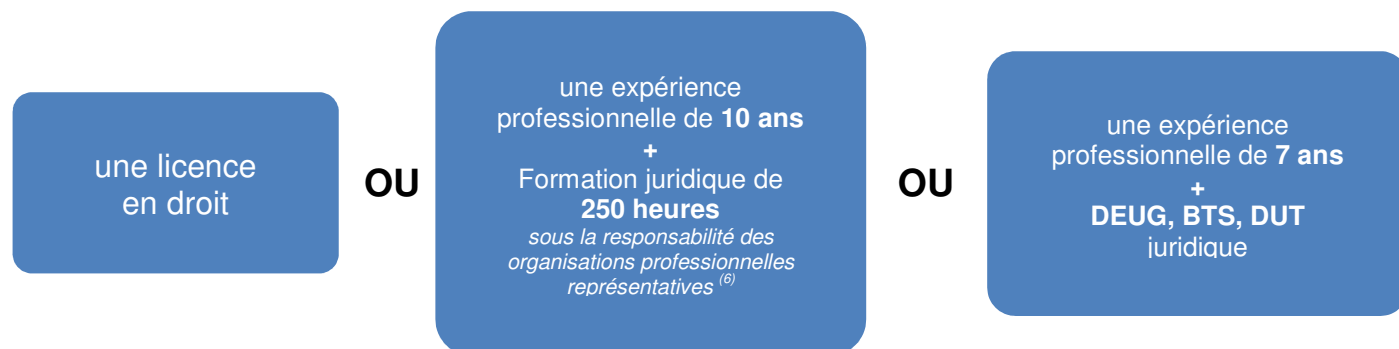 une licence
en droit
OU
une expérience
professionnelle de 10 ans
+
Formation juridique de
250 heures
sous la responsabilité des
organisations professionnelles
représentatives (6)
OU
une expérience
professionnelle de 7 ans
+
DEUG, BTS, DUT
juridique